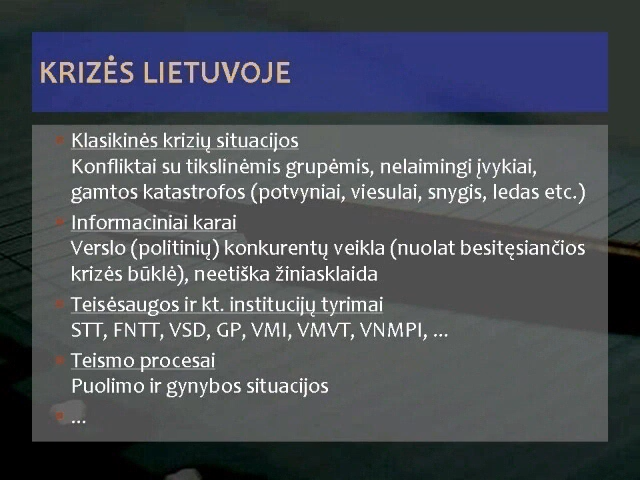 KRIZĖS LIETUVOJE
Klasikinės krizių situacijos
Konfliktai su tikslinėmis grupėmis, nelaimingi įvykiai,
gamtos katastrofos (potvyniai, viesulai, snygis, ledas etc.)
Informaciniai karai
Verslo (politinių) konkurentų veikla (nuolat besitęsiančios
krizės būklė), neetiška žiniasklaida
Teisėsaugos ir kt. institucijų tyrimai
STT, FNTT, VSD, GP, VMI, VMVT, VNMPI, ...
Teismo procesai
Puolimo ir gynybos situacijos
...